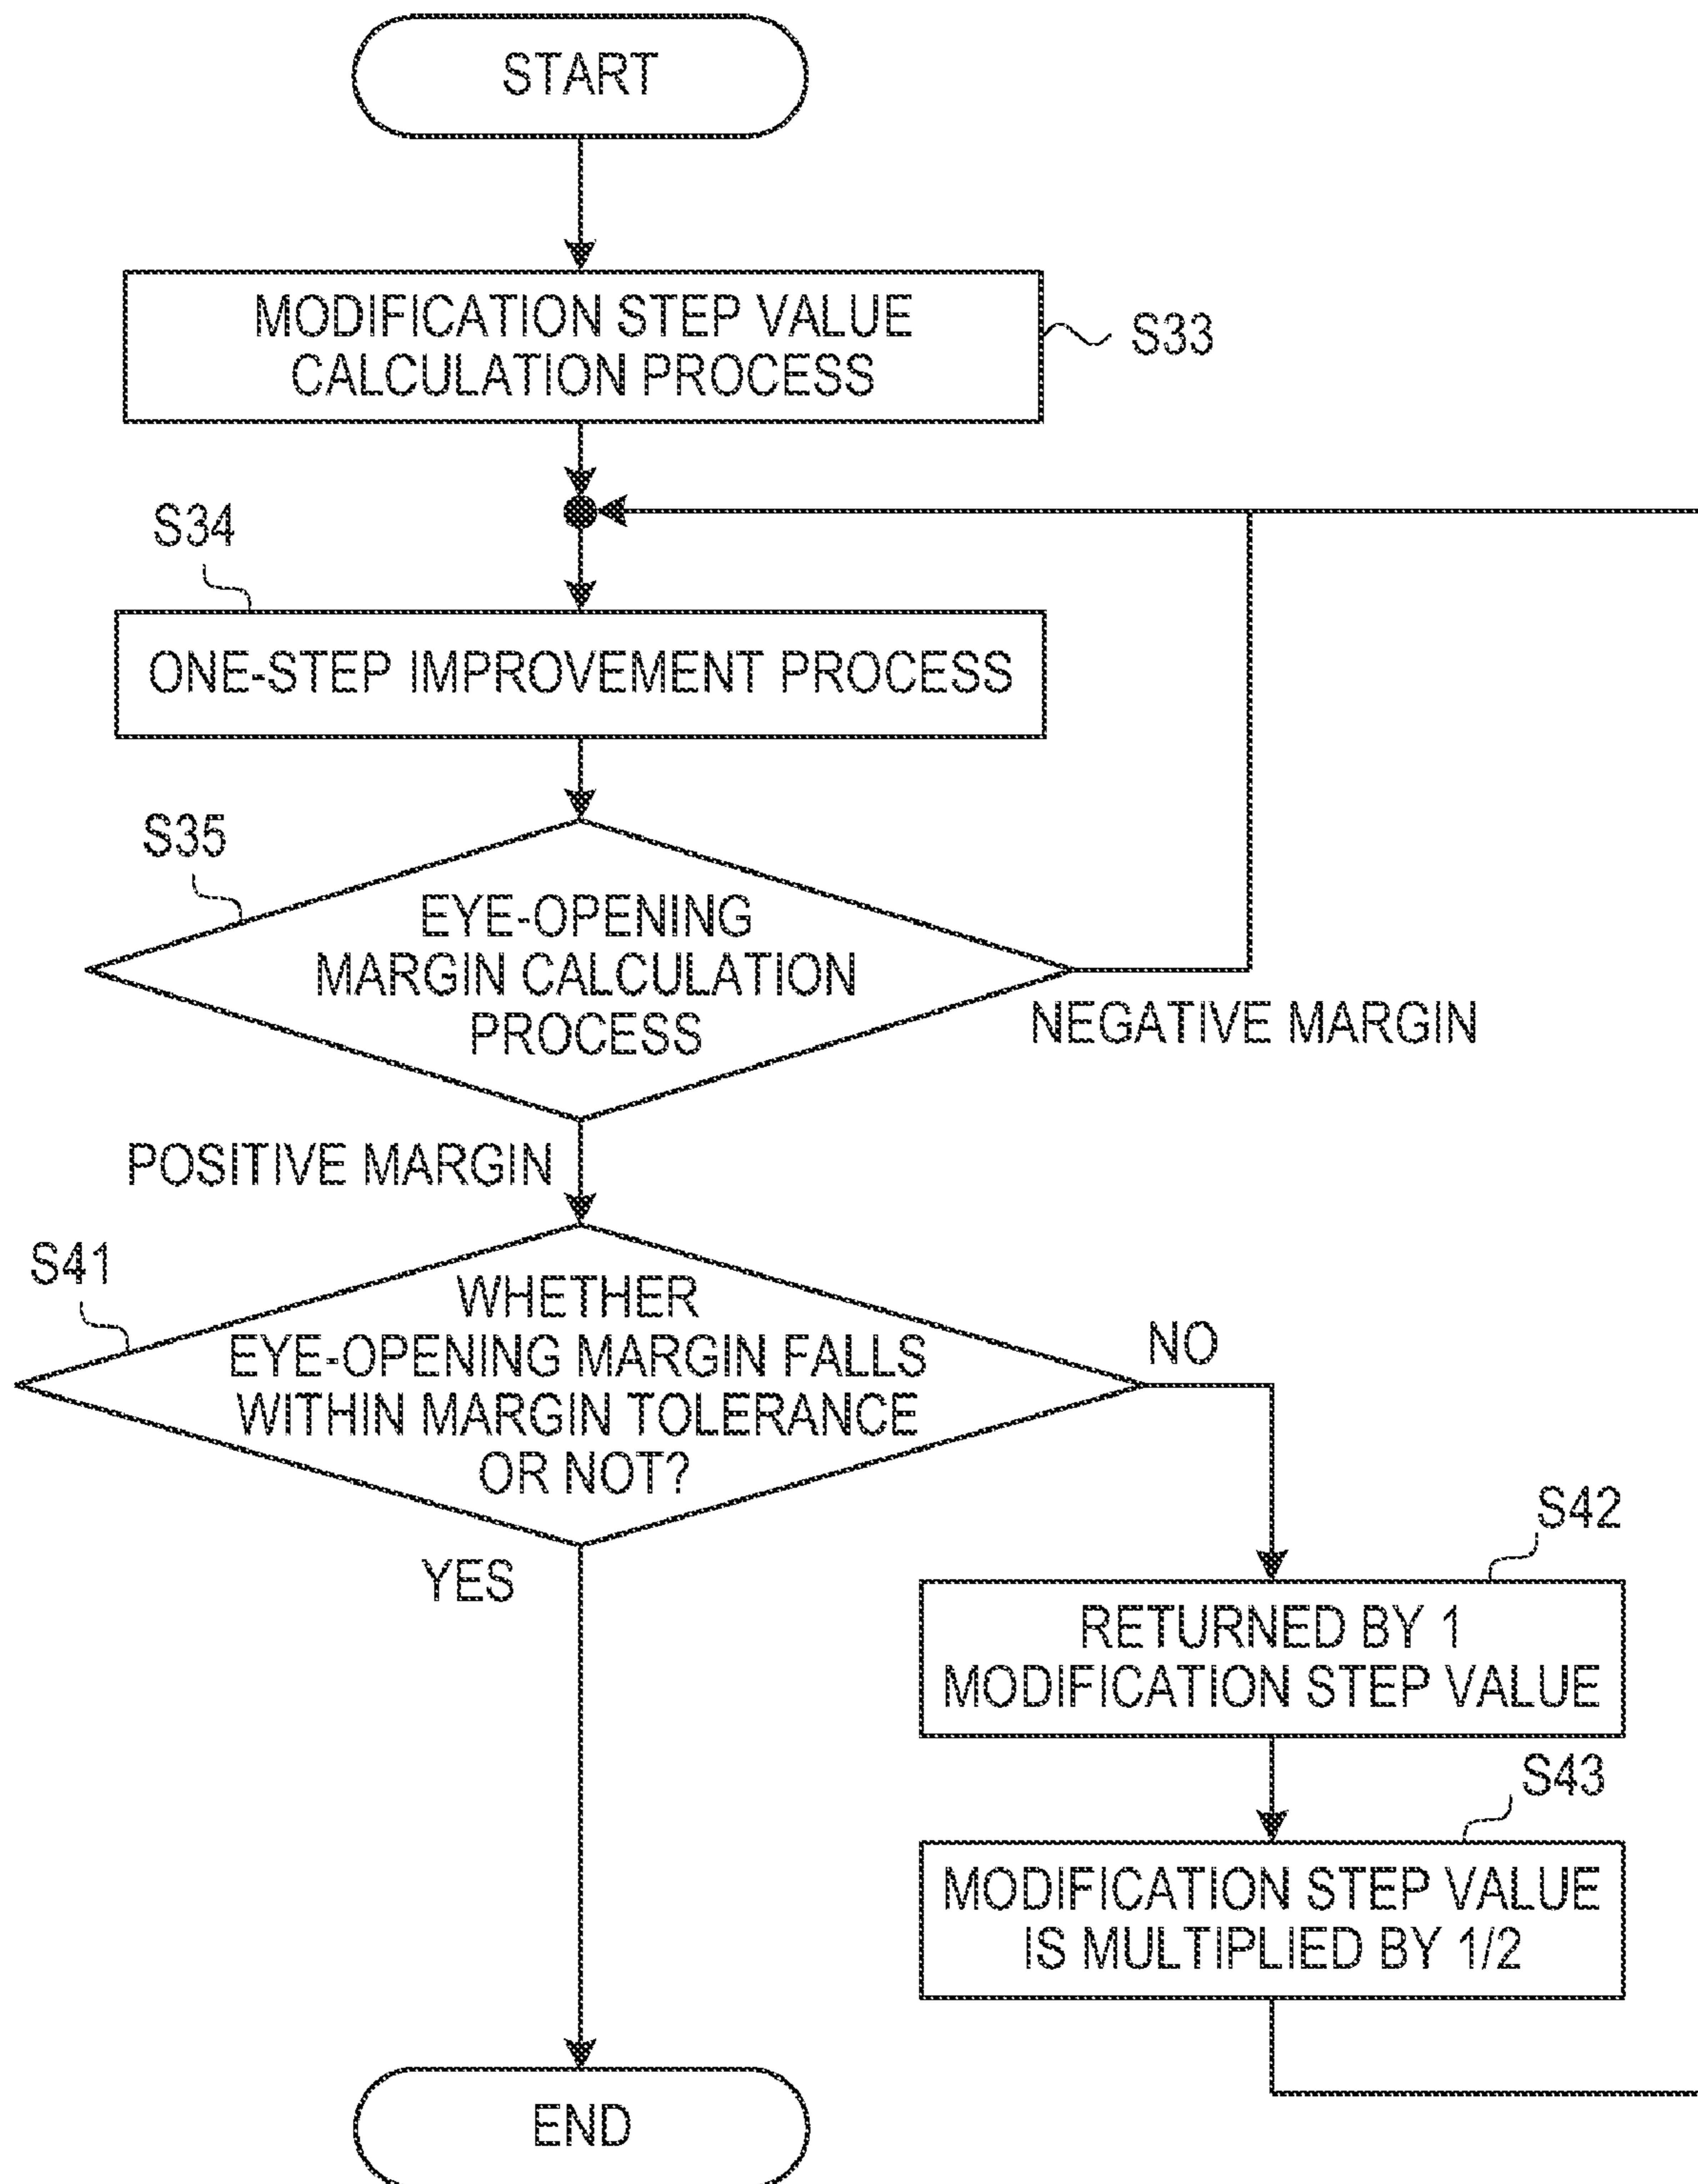 START
MODIFICATION STEP VALUE
CALCULATION PROCESS
S33
S34
ONE-STEP IMPROVEMENT PROCESS
S35
EYE-OPENING
MARGIN CALCULATION
PROCESS
NEGATIVE MARGIN
POSITIVE MARGIN
S41
WHETHER
EYE-OPENING MARGIN FALLS
WITHIN MARGIN TOLERANCE
OR NOT?
NO
YES
S42
RETURNED BY 1
MODIFICATION STEP VALUE
S43
MODIFICATION STEP VALUE
IS MULTIPLIED BY 1/2
END